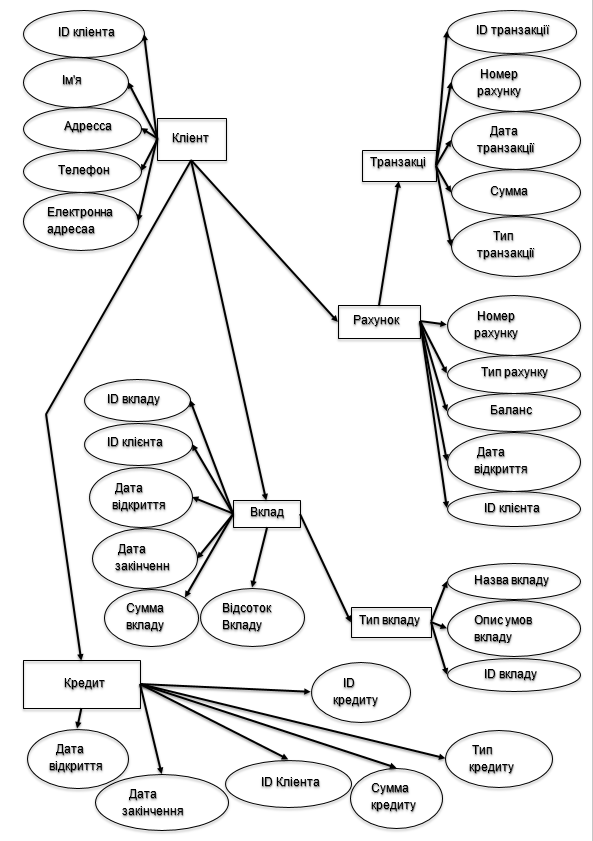 ID кліента
Ім'я
Адресса
Телефон
Електронна
адресаа
Кліент
ID транзакції
Номер
рахунку
Дата
транзакції
Сумма
Тип
транзакції
Транзакці
Рахунок
Номер
рахунку
Тип рахунку
Баланс
Дата
відкриття
ID клієнта
ID вкладу
ID клієнта
Дата
відкриття
Дата
закінченн
Сумма
вкладу
Відсоток
Вкладу
Вклад
Тип вкладу
Назва вкладу
Опис умов
вкладу
ID вкладу
Кредит
ID
кредиту
Тип
кредиту
Дата
відкриття
Дата
закінчення
ID Кліента
Сумма
кредиту